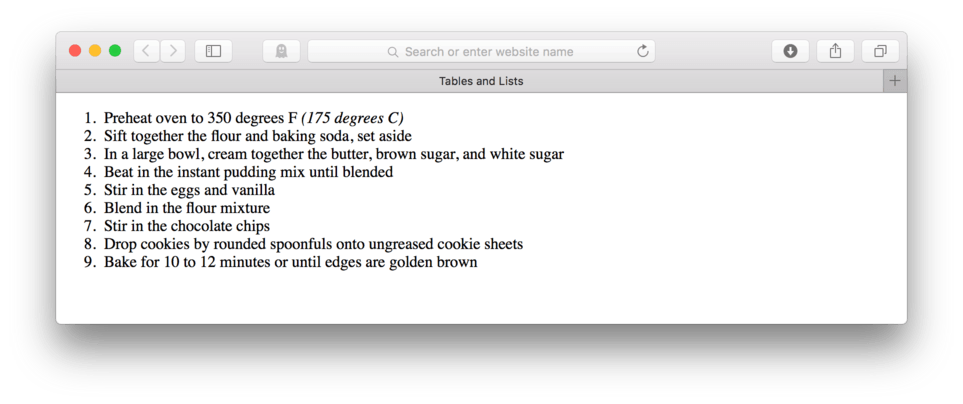 Search or enter website name
Tables and Lists
1. Preheat oven to 350 degrees F (175 degrees C)
2. Sift together the flour and baking soda, set aside
3. In a large bowl, cream together the butter, brown sugar, and white sugar
4. Beat in the instant pudding mix until blended
5. Stir in the eggs and vanilla
6. Blend in the flour mixture
7. Stir in the chocolate chips
8. Drop cookies by rounded spoonfuls onto ungreased cookie sheets
9. Bake for 10 to 12 minutes or until edges are golden brown